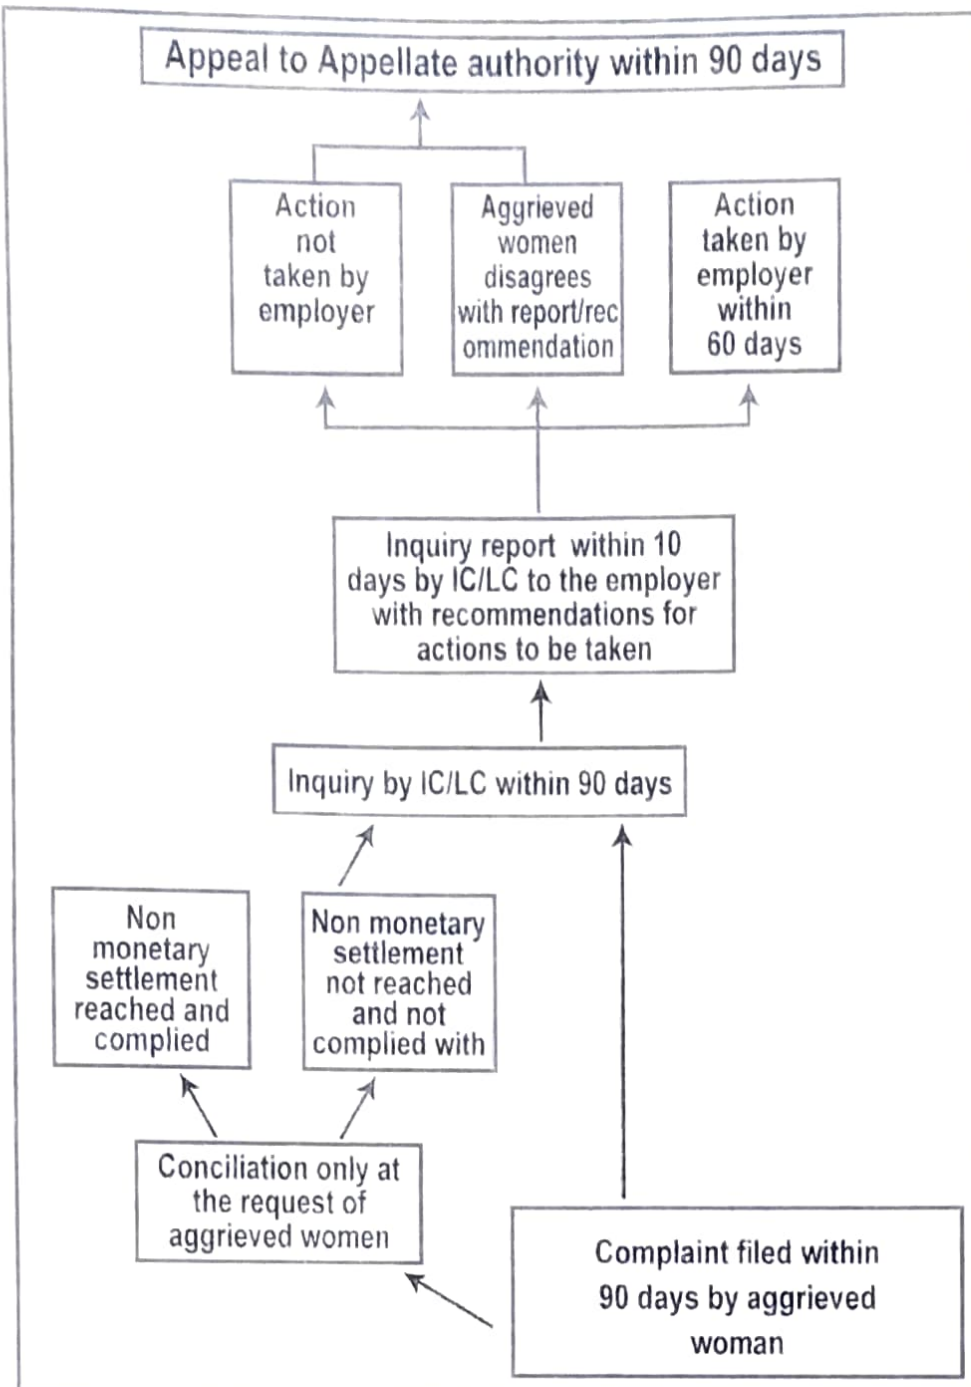 Appeal to Appellate authority within 90 days
Action
not
taken by
employer
Aggrieved
women
disagrees
with report/rec
ommendation
Action
taken by
employer
within
60 days
Inquiry report within 10
days by IC/LC to the employer
with recommendations for
actions to be taken
Inquiry by IC/LC within 90 days
Non
monetary
settlement
reached and
complied
Non monetary
settlement
not reached
and not
complied with
Conciliation only at
the request of
aggrieved women
Complaint filed within
90 days by aggrieved
woman